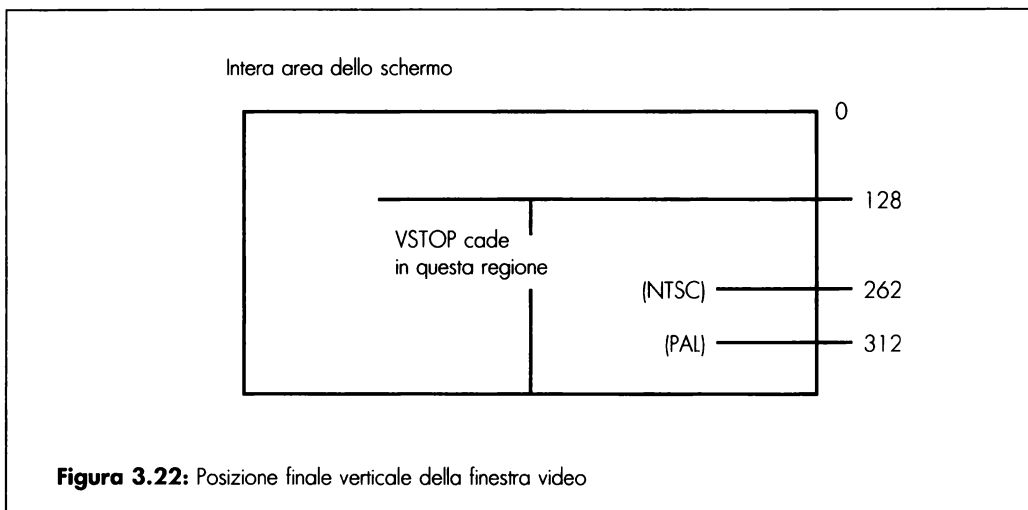 Intera area dello schermo
0
128
VSTOP cade
in questa regione
(NTSC)
262
(PAL)
312
Figura 3.22: Posizione finale verticale della finestra video